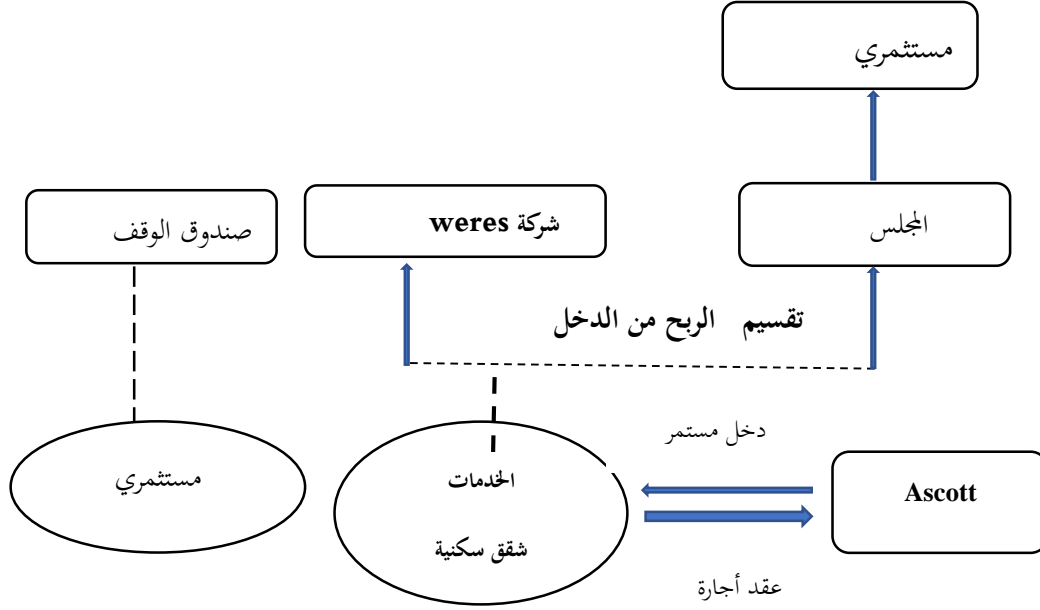 مستثمري
المجلس
شركة weres
صندوق الوقف
تقسيم الربح من الدخل
دخل مستمر
Ascott
عقد أجارة
الخدمات
شقق سكنية
مستثمري